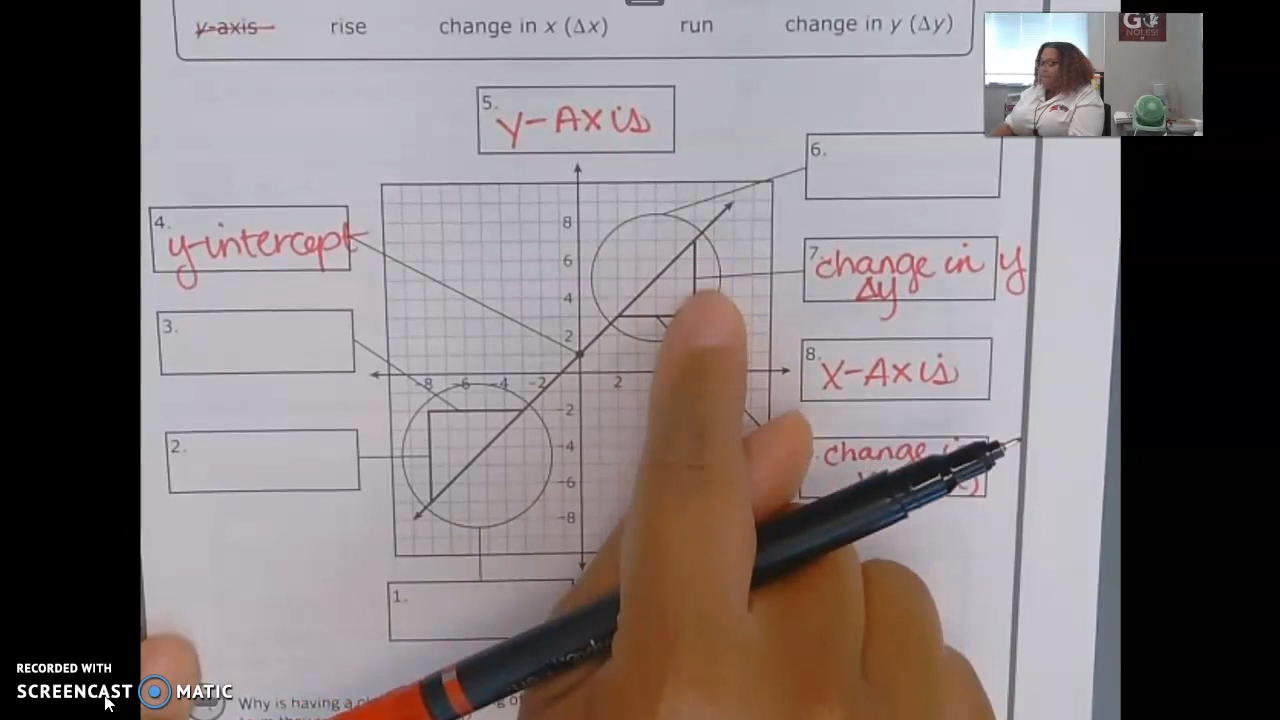 y-axis rise change in x (Δx) run change in y (Δy)
GO
NOLES!
5.
y-Axis
6.
4.
y-intercept
7.
change in y
Δy
3.
8.
X-Axis
2.
change
1.
8
6
4
2
-8 -6 -4 -2 2
-2
-4
-6
-8
RECORDED WITH
SCREENCAST MATIC
Why is having a